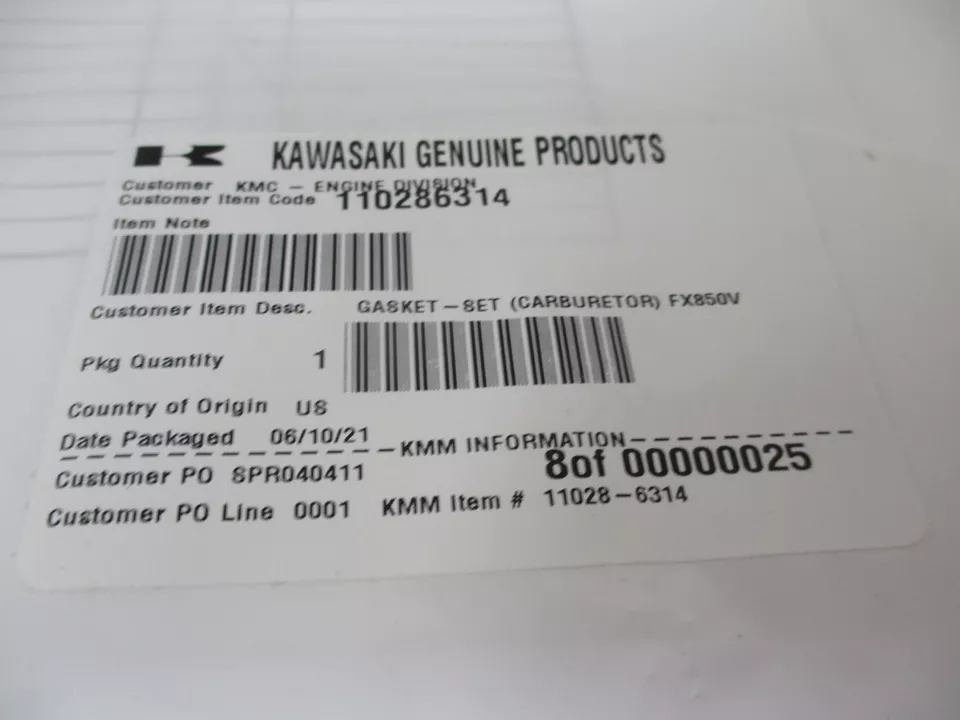 KAWASAKI GENUINE PRODUCTS
Customer KMC - ENGINE DIVISION
Customer Item Code 110286314
Item Note
Customer Item Desc. GASKET-SET (CARBURETOR) FX850V
Pkg Quantity 1
Country of Origin US
Date Packaged 06/10/21
KMM INFORMATION
Customer PO SPR040411 8of 00000025
Customer PO Line 0001 KMM Item # 11028-6314